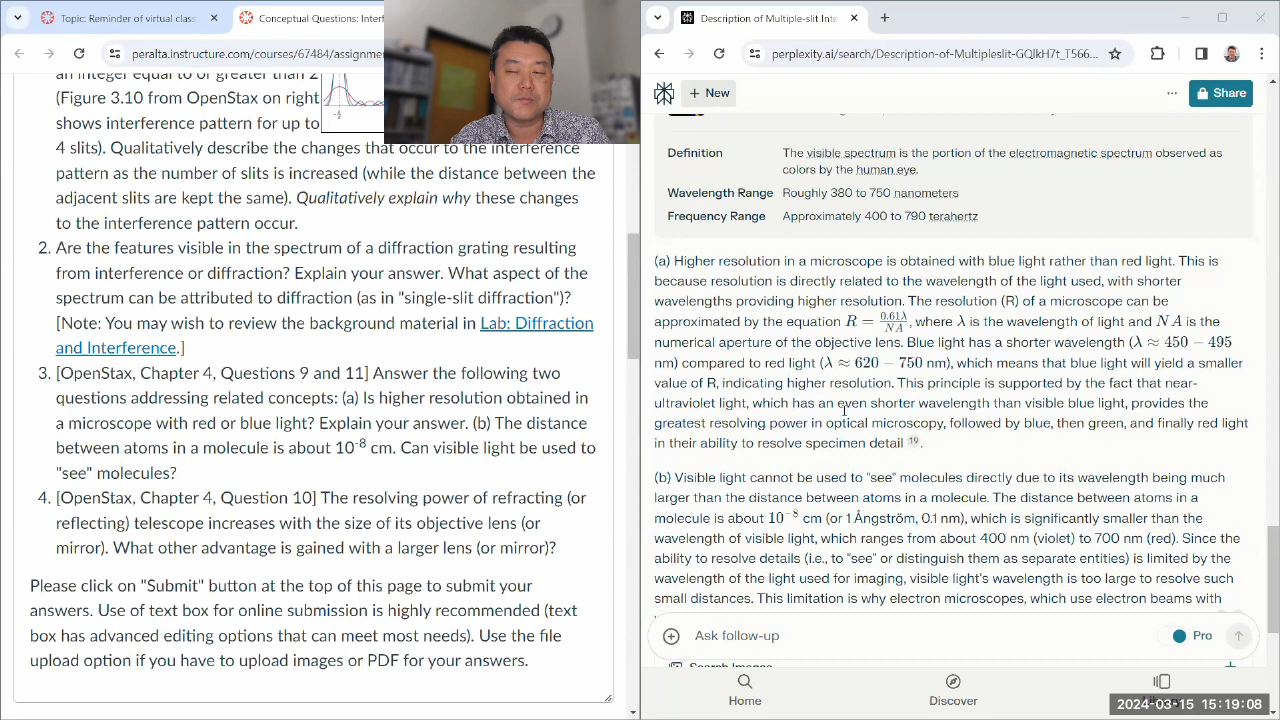 Topic: Reminder of virtual class
Conceptual Questions: Interf
peralta.instructure.com/courses/67484/assignme
an integer equal to or greater than 2
(Figure 3.10 from OpenStax on right
shows interference pattern for up to
4 slits). Qualitatively describe the changes that occur to the interference
pattern as the number of slits is increased (while the distance between the
adjacent slits are kept the same). Qualitatively explain why these changes
to the interference pattern occur.
2. Are the features visible in the spectrum of a diffraction grating resulting
from interference or diffraction? Explain your answer. What aspect of the
spectrum can be attributed to diffraction (as in "single-slit diffraction")?
[Note: You may wish to review the background material in Lab: Diffraction
and Interference.]
3. [OpenStax, Chapter 4, Questions 9 and 11] Answer the following two
questions addressing related concepts: (a) Is higher resolution obtained in
a microscope with red or blue light? Explain your answer. (b) The distance
between atoms in a molecule is about 10⁻⁸ cm. Can visible light be used to
"see" molecules?
4. [OpenStax, Chapter 4, Question 10] The resolving power of refracting (or
reflecting) telescope increases with the size of its objective lens (or
mirror). What other advantage is gained with a larger lens (or mirror)?
Please click on "Submit" button at the top of this page to submit your
answers. Use of text box for online submission is highly recommended (text
box has advanced editing options that can meet most needs). Use the file
upload option if you have to upload images or PDF for your answers.
Description of Multiple-slit Inte
perplexity.ai/search/Description-of-Multipleslit-GQIkH7t_T5G...
New
Share
Definition
The visible spectrum is the portion of the electromagnetic spectrum observed as
colors by the human eye.
Wavelength Range Roughly 380 to 750 nanometers
Frequency Range Approximately 400 to 790 terahertz
(a) Higher resolution in a microscope is obtained with blue light rather than red light. This is
because resolution is directly related to the wavelength of the light used, with shorter
wavelengths providing higher resolution. The resolution (R) of a microscope can be
approximated by the equation R = 0.61λ/NA, where λ is the wavelength of light and NA is the
numerical aperture of the objective lens. Blue light has a shorter wavelength (λ ≈ 450 − 495
nm) compared to red light (λ ≈ 620 − 750 nm), which means that blue light will yield a smaller
value of R, indicating higher resolution. This principle is supported by the fact that near-
ultraviolet light, which has an even shorter wavelength than visible blue light, provides the
greatest resolving power in optical microscopy, followed by blue, then green, and finally red light
in their ability to resolve specimen detail 19.
(b) Visible light cannot be used to "see" molecules directly due to its wavelength being much
larger than the distance between atoms in a molecule. The distance between atoms in a
molecule is about 10⁻⁸ cm (or 1 Ångström, 0.1 nm), which is significantly smaller than the
wavelength of visible light, which ranges from about 400 nm (violet) to 700 nm (red). Since the
ability to resolve details (i.e., to "see" or distinguish them as separate entities) is limited by the
wavelength of the light used for imaging, visible light's wavelength is too large to resolve such
small distances. This limitation is why electron microscopes, which use electron beams with
Ask follow-up
Pro
Search Images
Home
Discover
2024-03-15 15:19:08